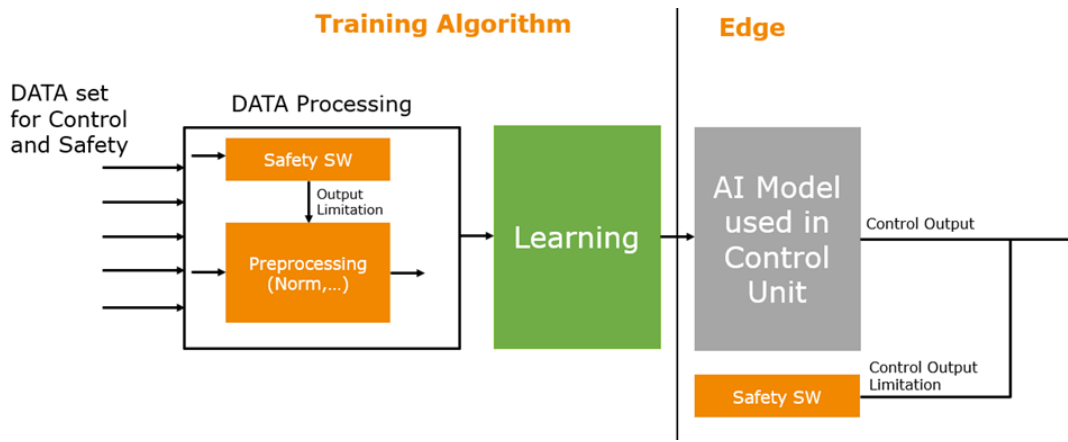 Training Algorithm
Edge
DATA set
for Control
and Safety
DATA Processing
Safety SW
Output
Limitation
Preprocessing
(Norm,...)
Learning
AI Model
used in
Control
Unit
Control Output
Control Output
Limitation
Safety SW